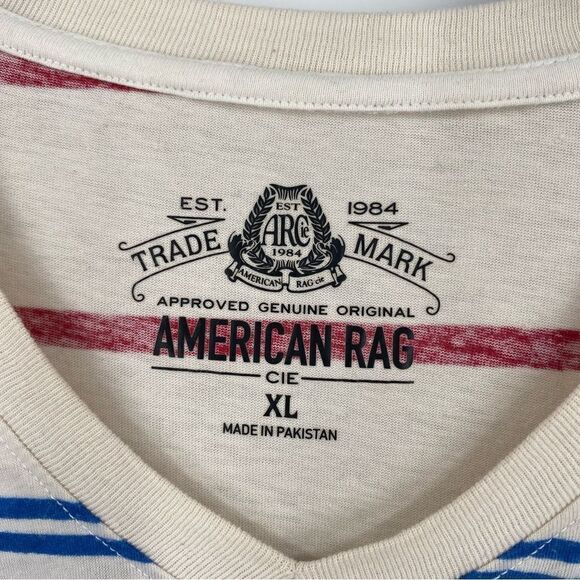 EST. 1984
EST
ARCie
1984
AMERICAN RAG cie
TRADE MARK
APPROVED GENUINE ORIGINAL
AMERICAN RAG
CIE
XL
MADE IN PAKISTAN